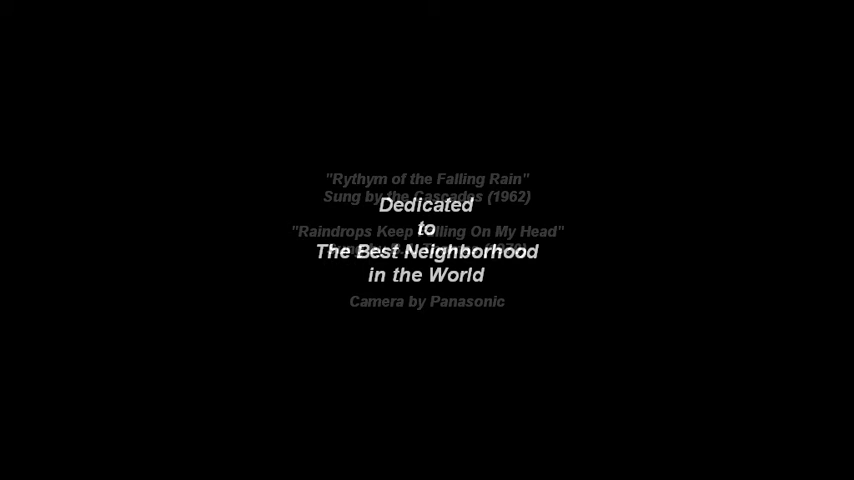 "Rythym of the Falling Rain"
Sung by the Cascades (1962)
Dedicated
to
"Raindrops Keep Falling On My Head"
The Best Neighborhood
in the World
Camera by Panasonic